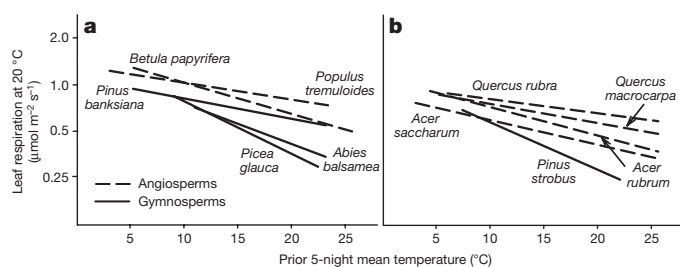 a
b
Leaf respiration at 20 °C
(μmol m⁻² s⁻¹)
2.0
1.0
0.5
0.25
Betula papyrifera
Populus
tremuloides
Pinus
banksiana
Picea
glauca
Abies
balsamea
Angiosperms
Gymnosperms
5
10
15
20
25
Quercus rubra
Quercus
macrocarpa
Acer
saccharum
Pinus
strobus
Acer
rubrum
5
10
15
20
25
Prior 5-night mean temperature (°C)